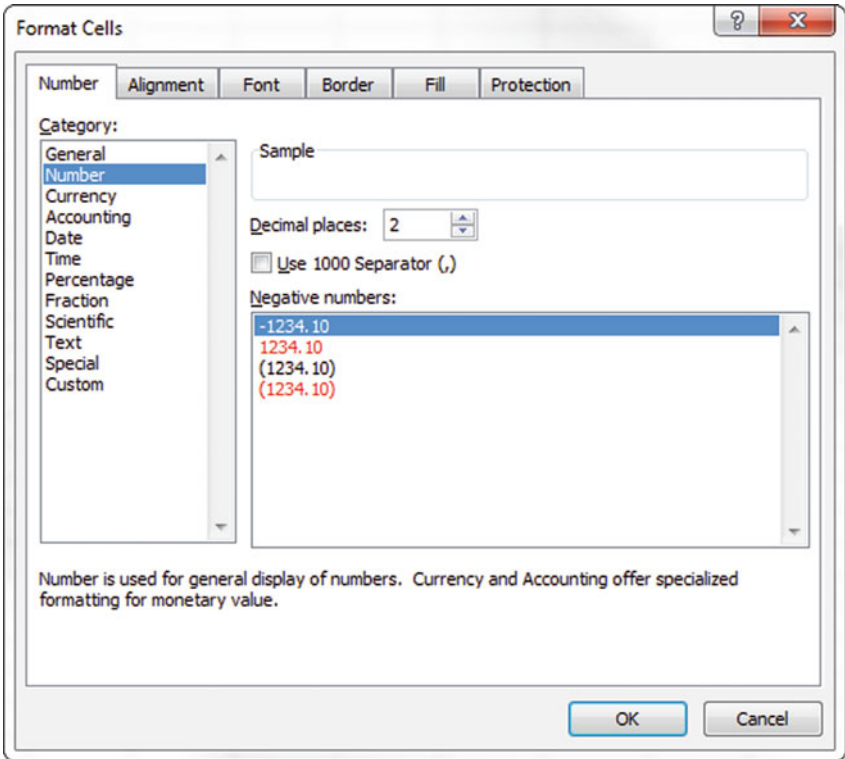 Format Cells
?
Number Alignment Font Border Fill Protection
Category:
General
Number
Currency
Accounting
Date
Time
Percentage
Fraction
Scientific
Text
Special
Custom
Sample
Decimal places: 2
Use 1000 Separator (,)
Negative numbers:
-1234.10
1234.10
(1234.10)
(1234.10)
Number is used for general display of numbers. Currency and Accounting offer specialized
formatting for monetary value.
OK Cancel